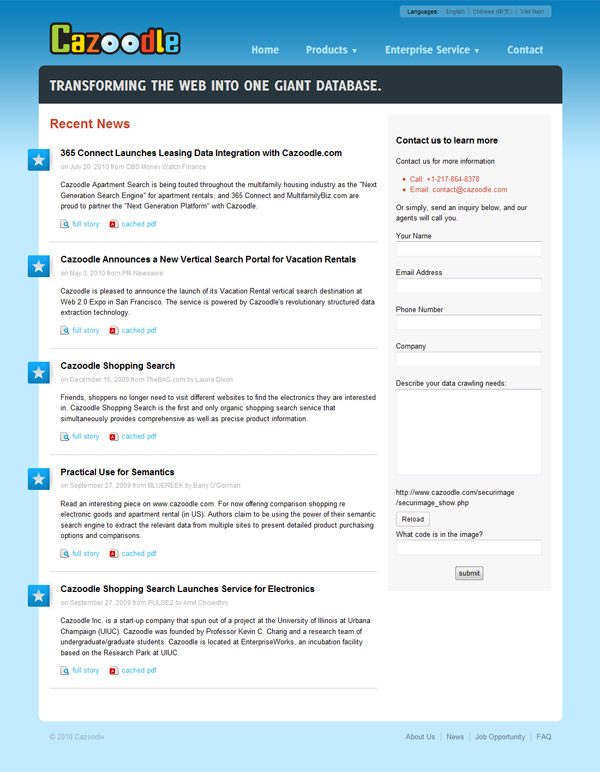 Languages: English | Chinese (中文) | Viet Nam
Cazoodle
Home Products ▼ Enterprise Service ▼ Contact
TRANSFORMING THE WEB INTO ONE GIANT DATABASE.
Recent News
365 Connect Launches Leasing Data Integration with Cazoodle.com
on July 20, 2010 from CBS Money Watch Finance
Cazoodle Apartment Search is being touted throughout the multifamily housing industry as the "Next
Generation Search Engine" for apartment rentals, and 365 Connect and MultifamilyBiz.com are
proud to partner the "Next Generation Platform" with Cazoodle.
full story cached pdf
Cazoodle Announces a New Vertical Search Portal for Vacation Rentals
on May 3, 2010 from PR Newswire
Cazoodle is pleased to announce the launch of its Vacation Rental vertical search destination at
Web 2.0 Expo in San Francisco. The service is powered by Cazoodle's revolutionary structured data
extraction technology.
full story cached pdf
Cazoodle Shopping Search
on December 15, 2009 from TheBAG.com by Laurie Dixon
Friends, shoppers no longer need to visit different websites to find the electronics they are interested
in. Cazoodle Shopping Search is the first and only organic shopping search service that
simultaneously provides comprehensive as well as precise product information.
full story cached pdf
Practical Use for Semantics
on September 27, 2009 from BLUEREEK by Barry O'Gorman
Read an interesting piece on www.cazoodle.com. For now offering comparison shopping re
electronic goods and apartment rental (in US). Authors claim to be using the power of their semantic
search engine to extract the relevant data from multiple sites to present detailed product purchasing
options and comparisons.
full story cached pdf
Cazoodle Shopping Search Launches Service for Electronics
on September 27, 2009 from PULSE2 by Amit Chowdhry
Cazoodle Inc. is a start-up company that spun out of a project at the University of Illinois at Urbana
Champaign (UIUC). Cazoodle was founded by Professor Kevin C. Chang and a research team of
undergraduate/graduate students. Cazoodle is located at EnterpriseWorks, an incubation facility
based on the Research Park at UIUC.
full story cached pdf
Contact us to learn more
Contact us for more information
Call: +1-217-864-8378
Email: contact@cazoodle.com
Or simply, send an inquiry below, and our
agents will call you.
Your Name
Email Address
Phone Number
Company
Describe your data crawling needs:
http://www.cazoodle.com/securimage
/securimage_show.php
Reload
What code is in the image?
submit
© 2010 Cazoodle
About Us | News | Job Opportunity | FAQ